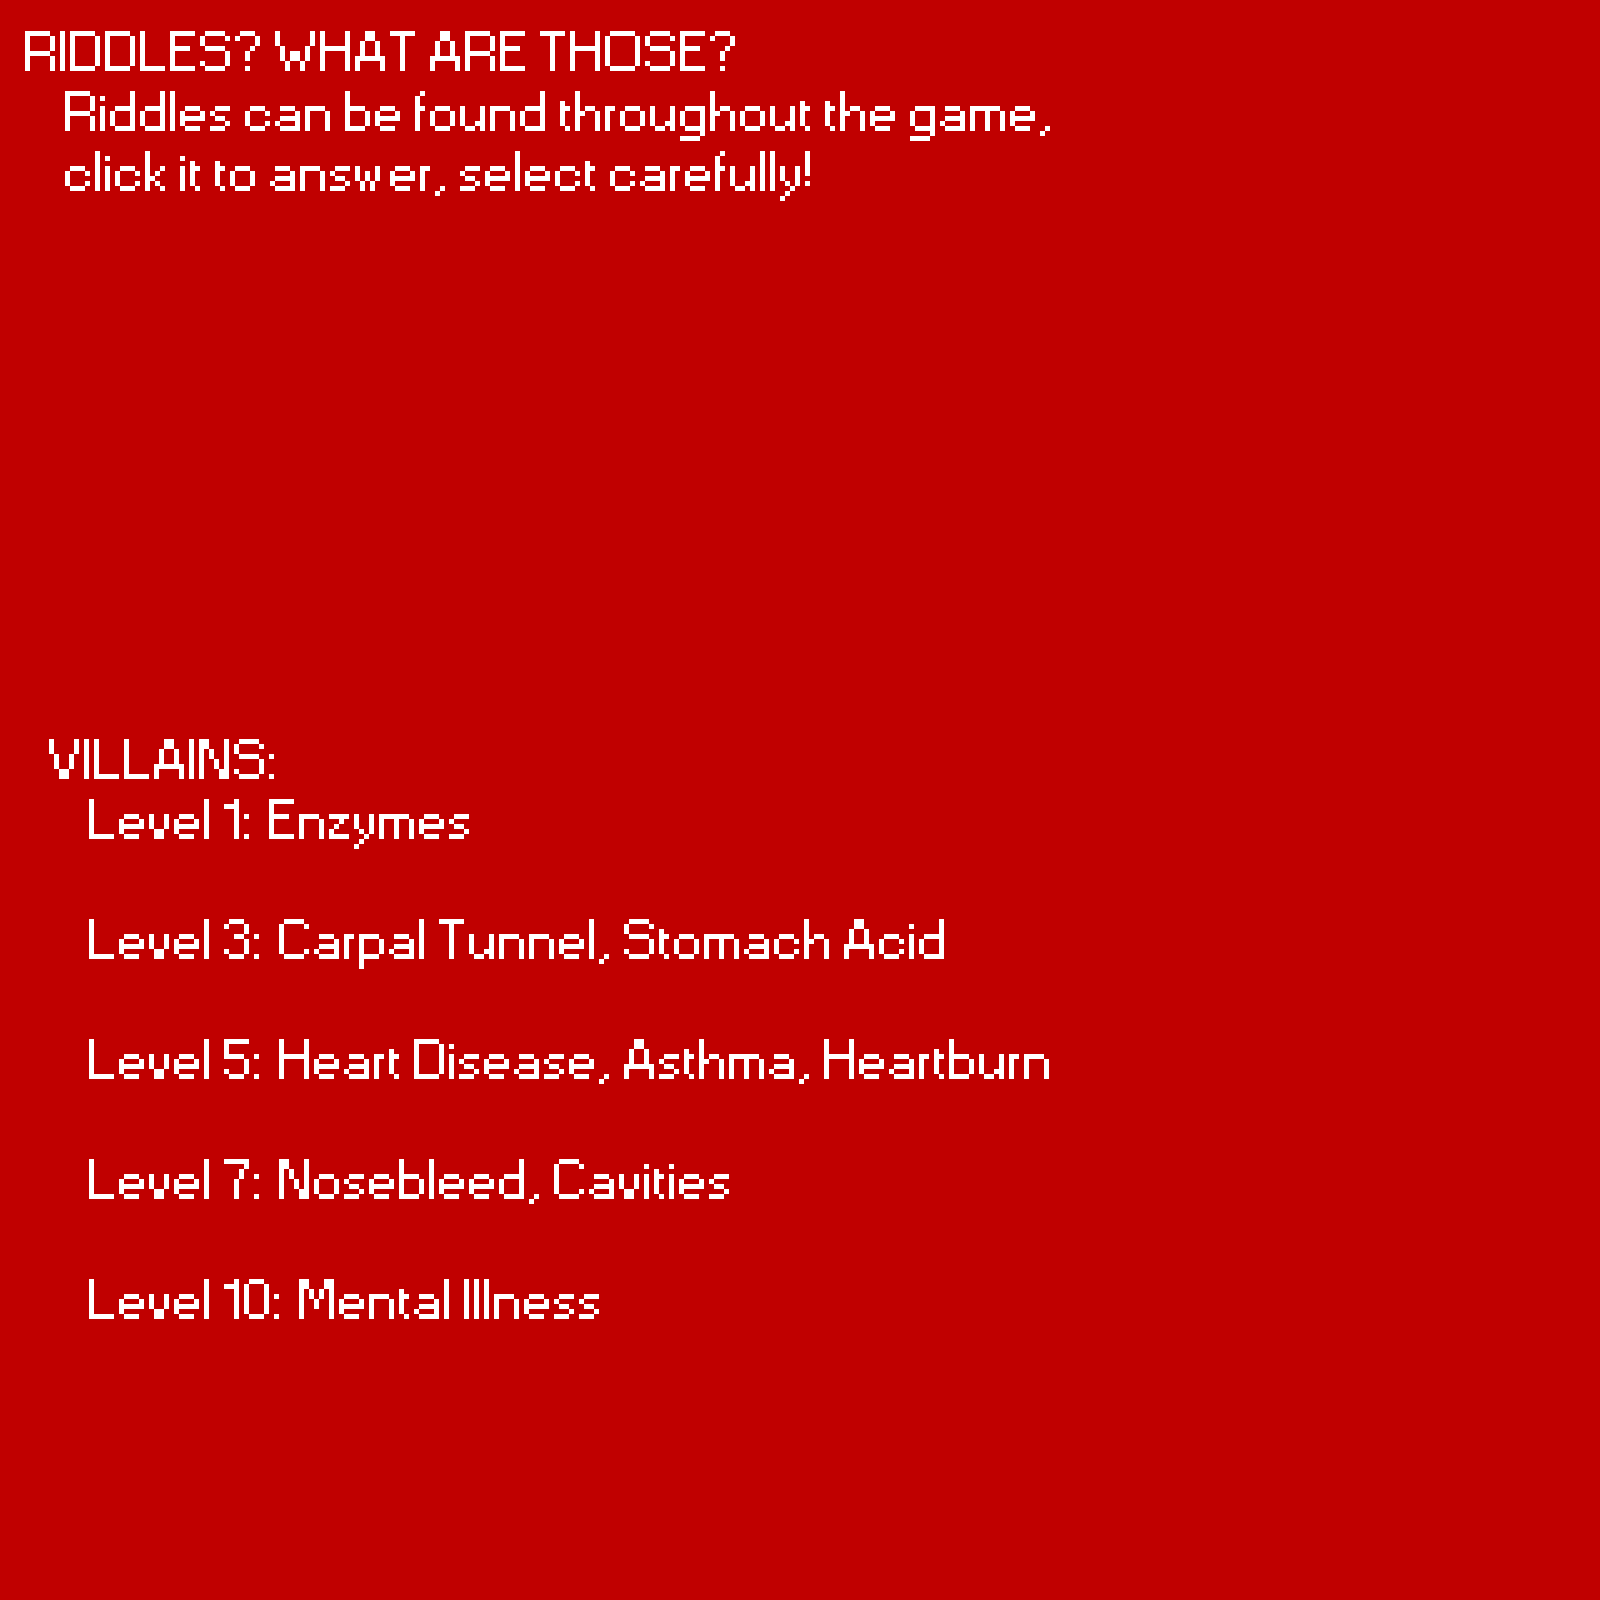 RIDDLES? WHAT ARE THOSE?
Riddles can be found throughout the game,
click it to answer, select carefully!
VILLAINS:
Level 1: Enzymes
Level 3: Carpal Tunnel, Stomach Acid
Level 5: Heart Disease, Asthma, Heartburn
Level 7: Nosebleed, Cavities
Level 10: Mental Illness